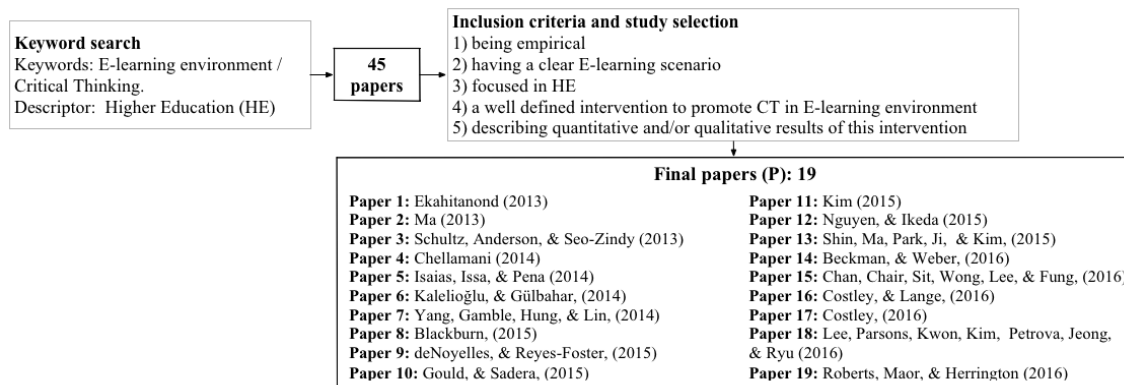 Keyword search
Keywords: E-learning environment /
Critical Thinking.
Descriptor: Higher Education (HE)
45
papers
Inclusion criteria and study selection
1) being empirical
2) having a clear E-learning scenario
3) focused in HE
4) a well defined intervention to promote CT in E-learning environment
5) describing quantitative and/or qualitative results of this intervention
Final papers (P): 19
Paper 1: Ekahitanond (2013)
Paper 2: Ma (2013)
Paper 3: Schultz, Anderson, & Seo-Zindy (2013)
Paper 4: Chellamani (2014)
Paper 5: Isaias, Issa, & Pena (2014)
Paper 6: Kalelioğlu, & Gülbahar, (2014)
Paper 7: Yang, Gamble, Hung, & Lin, (2014)
Paper 8: Blackburn, (2015)
Paper 9: deNoyelles, & Reyes-Foster, (2015)
Paper 10: Gould, & Sadera, (2015)
Paper 11: Kim (2015)
Paper 12: Nguyen, & Ikeda (2015)
Paper 13: Shin, Ma, Park, Ji, & Kim, (2015)
Paper 14: Beckman, & Weber, (2016)
Paper 15: Chan, Chair, Sit, Wong, Lee, & Fung, (2016)
Paper 16: Costley, & Lange, (2016)
Paper 17: Costley, (2016)
Paper 18: Lee, Parsons, Kwon, Kim, Petrova, Jeong,
& Ryu (2016)
Paper 19: Roberts, Maor, & Herrington (2016)